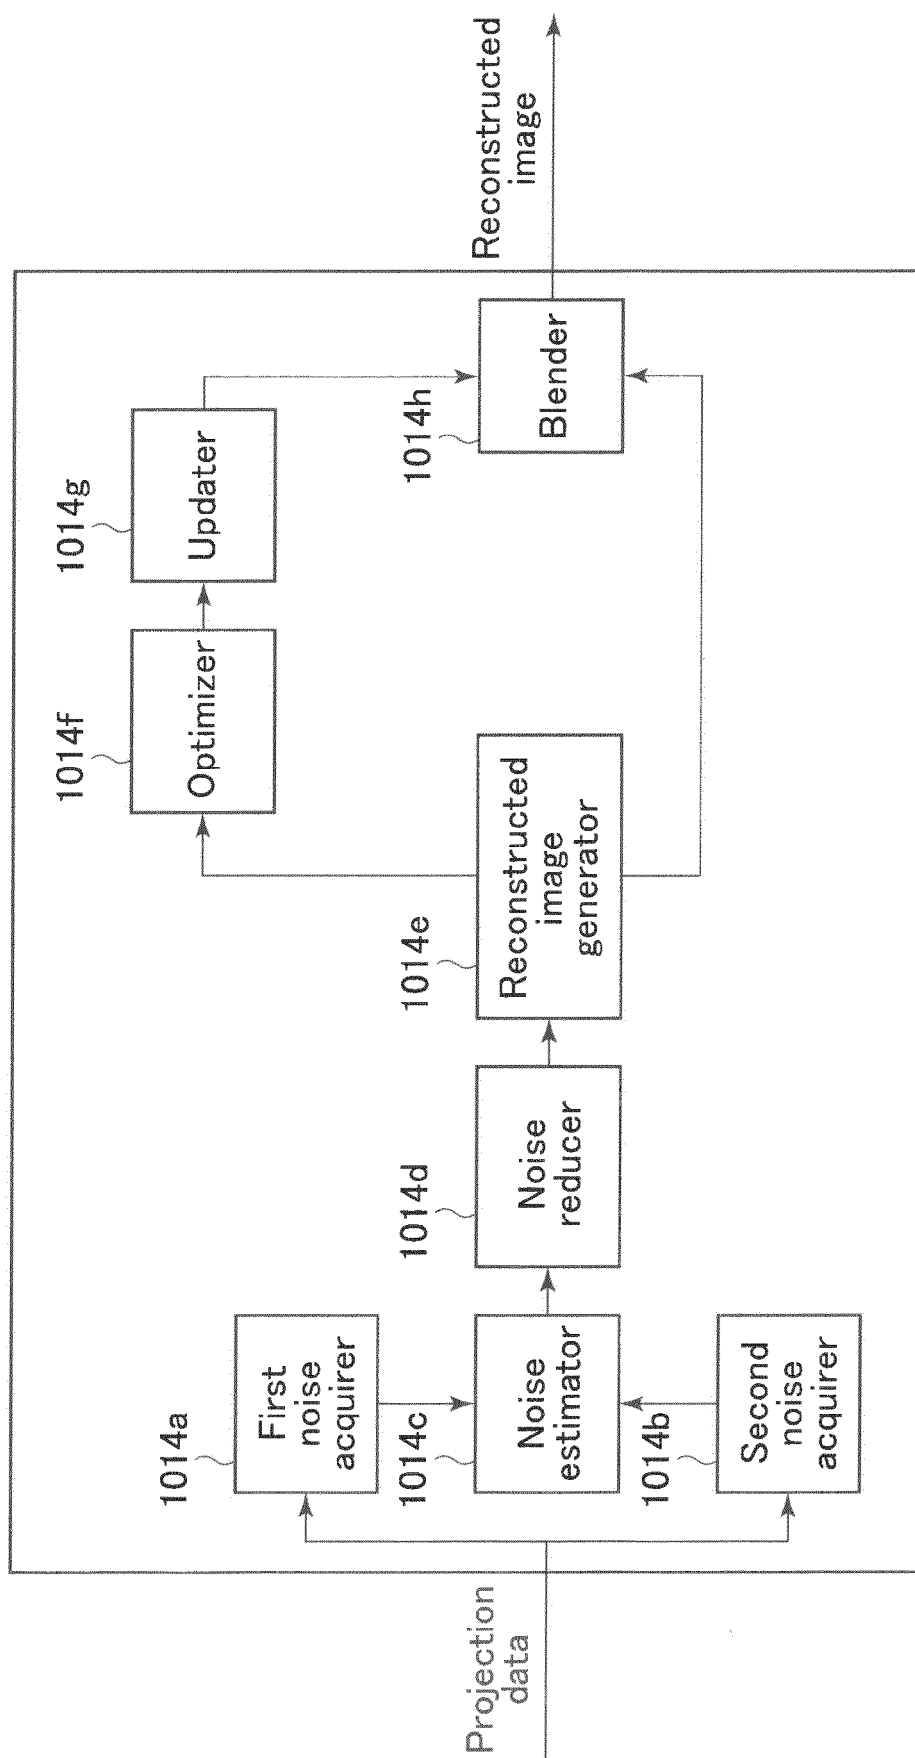 Projection
data
1014a
First
noise
acquirer
1014c
Noise
estimator
1014b
Second
noise
acquirer
1014d
Noise
reducer
1014e
Reconstructed
image
generator
1014f
Optimizer
1014g
Updater
1014h
Blender
Reconstructed
image